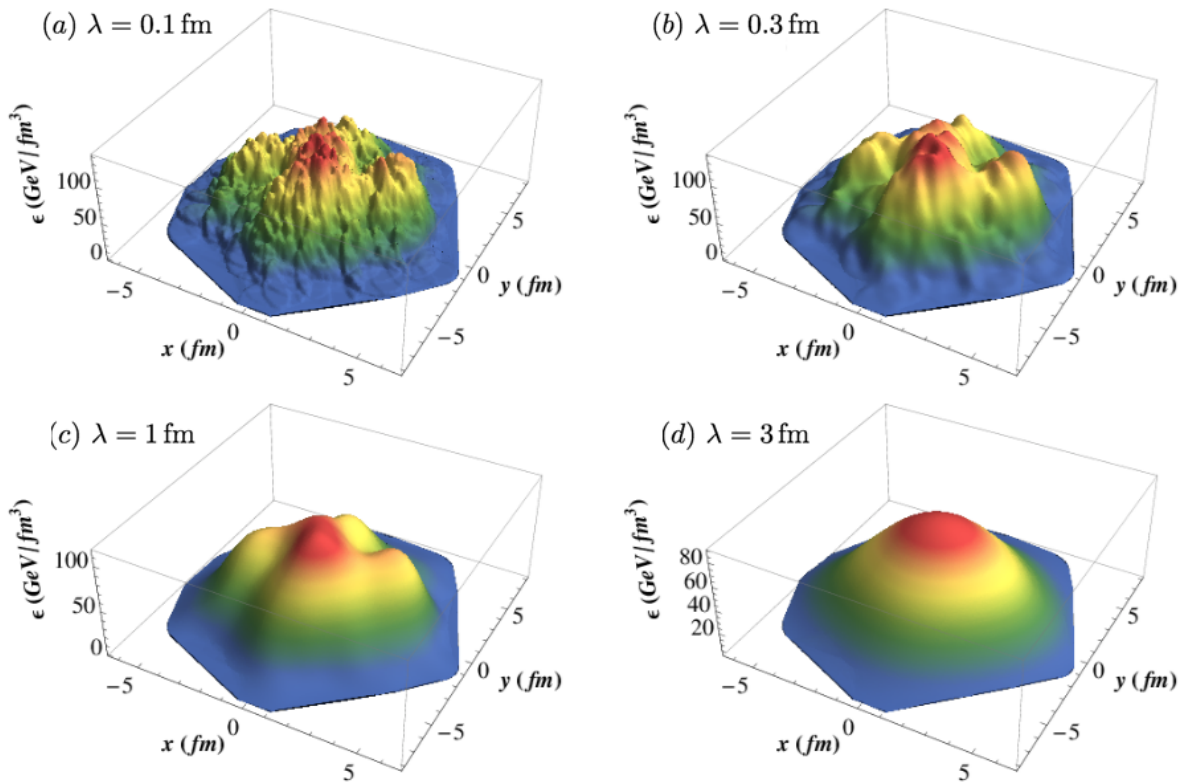 (a) λ = 0.1 fm
ϵ (GeV/fm³)
100
50
0
−5
0
5
x (fm)
−5
0
5
y (fm)
(b) λ = 0.3 fm
ϵ (GeV/fm³)
100
50
0
−5
0
5
x (fm)
−5
0
5
y (fm)
(c) λ = 1 fm
ϵ (GeV/fm³)
100
50
0
−5
0
5
x (fm)
−5
0
5
y (fm)
(d) λ = 3 fm
ϵ (GeV/fm³)
80
60
40
20
−5
0
5
x (fm)
−5
0
5
y (fm)